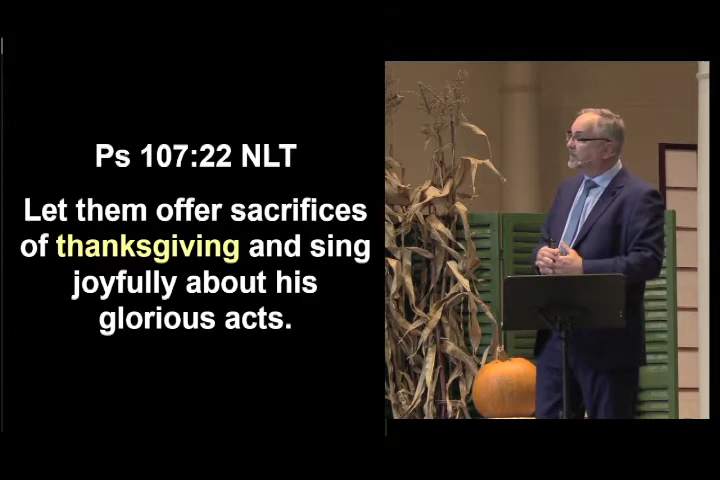 Ps 107:22 NLT
Let them offer sacrifices
of thanksgiving and sing
joyfully about his
glorious acts.